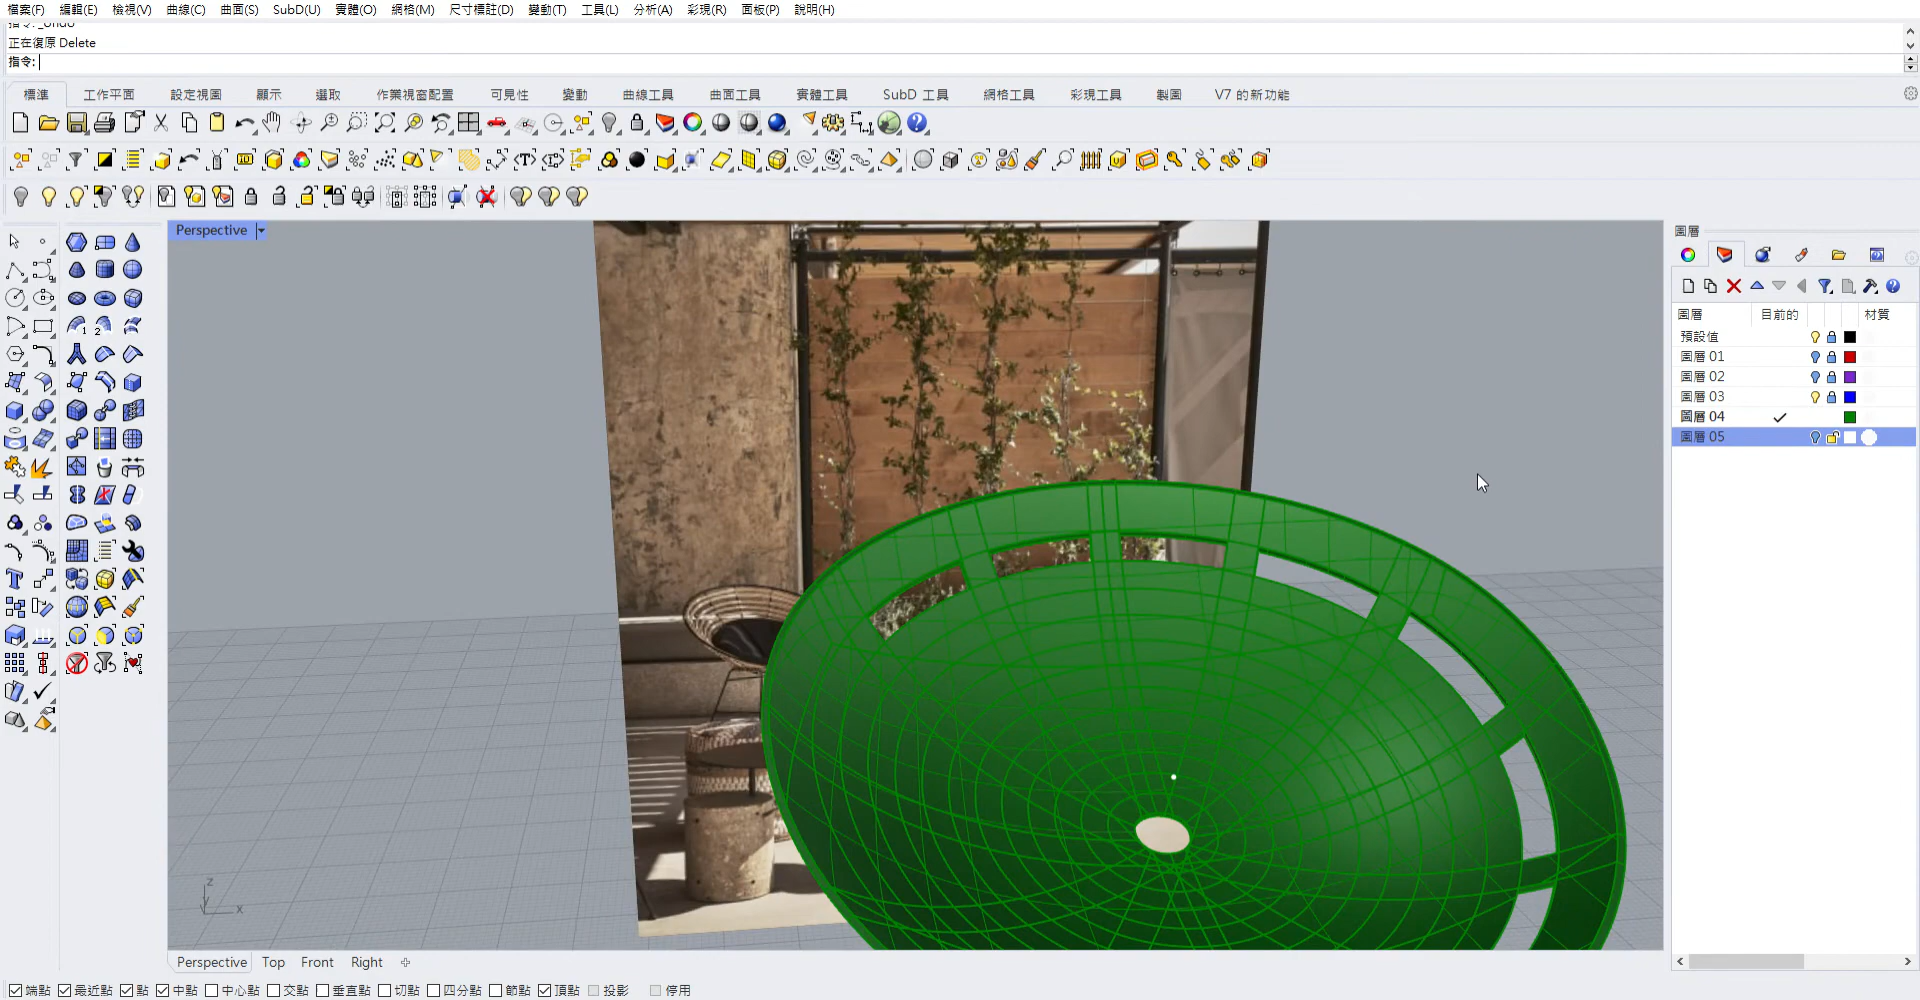 檔案(F) 編輯(E) 檢視(V) 曲線(C) 曲面(S) SubD(U) 實體(O) 網格(M) 尺寸標註(D) 變動(T) 工具(L) 分析(A) 彩現(R) 面板(P) 說明(H)
指令: _Undo
正在復原 Delete
指令:
標準 工作平面 設定視圖 顯示 選取 作業視窗配置 可見性 變動 曲線工具 曲面工具 實體工具 SubD 工具 網格工具 彩現工具 製圖 V7 的新功能
Perspective
圖層
圖層 目前的 材質
預設值
圖層 01
圖層 02
圖層 03
圖層 04
圖層 05
z
x
Perspective Top Front Right
端點 最近點 點 中點 中心點 交點 垂直點 切點 四分點 節點 頂點 投影 停用